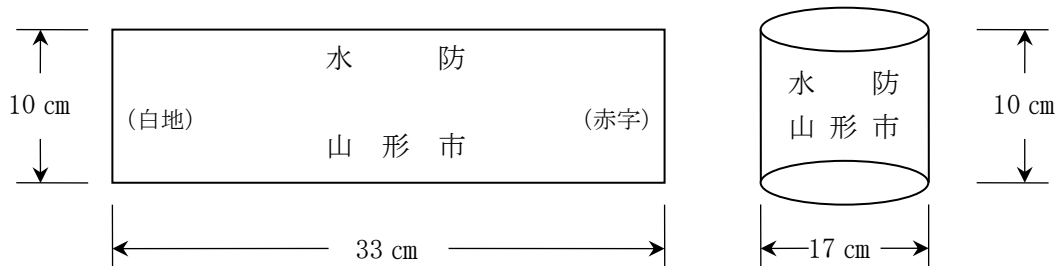 水 防
10 cm
(白地) (赤字)
山 形 市
33 cm
水 防
山 形 市
10 cm
17 cm